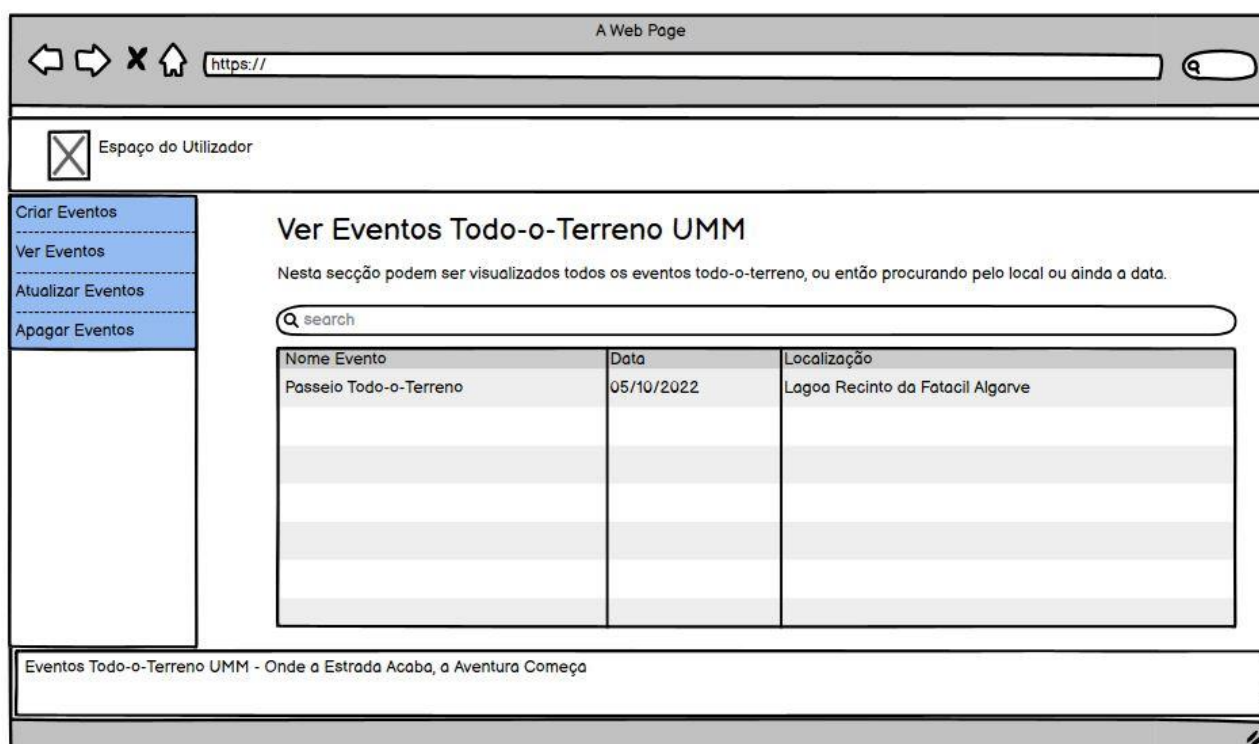 A Web Page
https://
Espaço do Utilizador
Criar Eventos
Ver Eventos
Atualizar Eventos
Apagar Eventos
Ver Eventos Todo-o-Terreno UMM
Nesta secção podem ser visualizados todos os eventos todo-o-terreno, ou então procurando pelo local ou ainda a data.
search
Nome Evento Data Localização
Passeio Todo-o-Terreno 05/10/2022 Lagoa Recinto da Fatacil Algarve
Eventos Todo-o-Terreno UMM - Onde a Estrada Acaba, a Aventura Começa